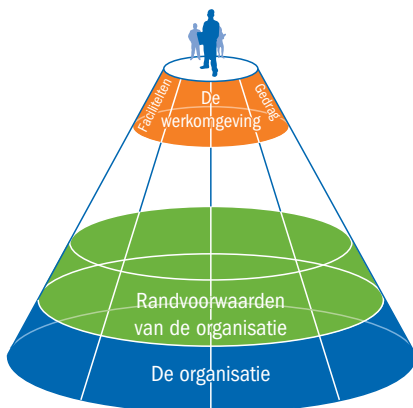 Faciliteiten
De
werkomgeving
Gedrag
Randvoorwaarden
van de organisatie
De organisatie